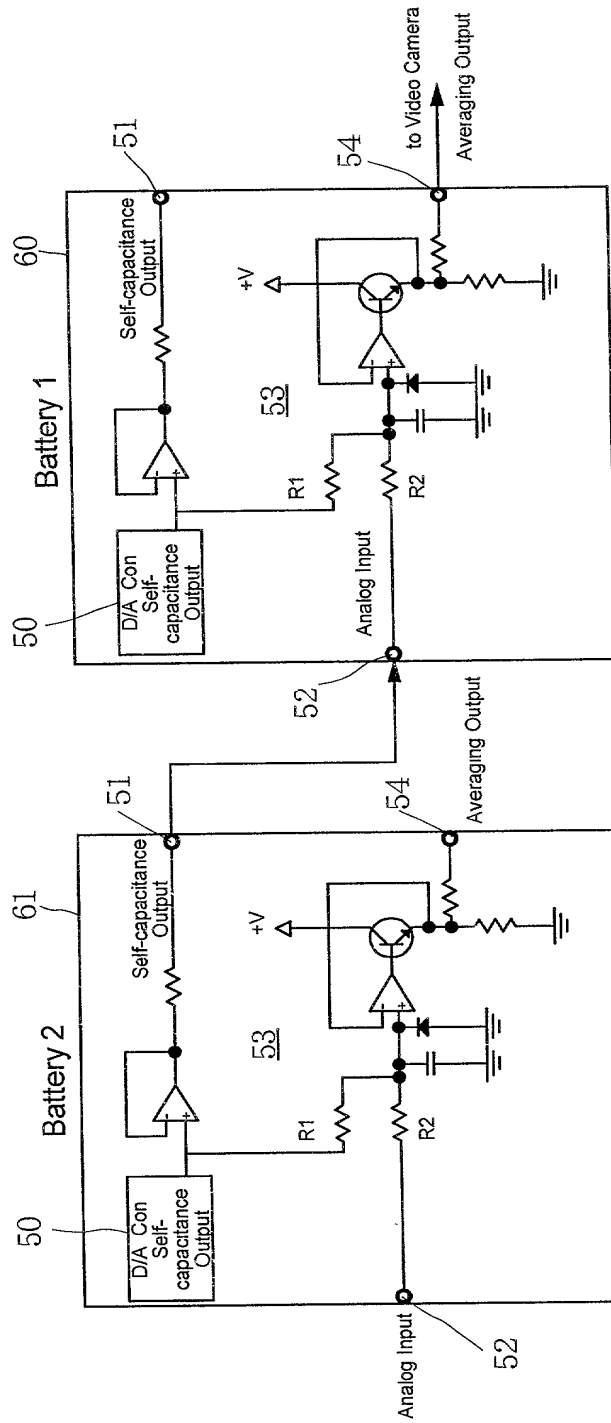 Battery 2
61
50
D/A Con
Self-
capacitance
Output
Self-capacitance
Output
51
53
+V
R1
R2
-
+
-
+
Analog Input
52
54
Averaging Output
Battery 1
60
50
D/A Con
Self-
capacitance
Output
Self-capacitance
Output
51
53
+V
R1
R2
-
+
-
+
Analog Input
52
54
to Video Camera
Averaging Output